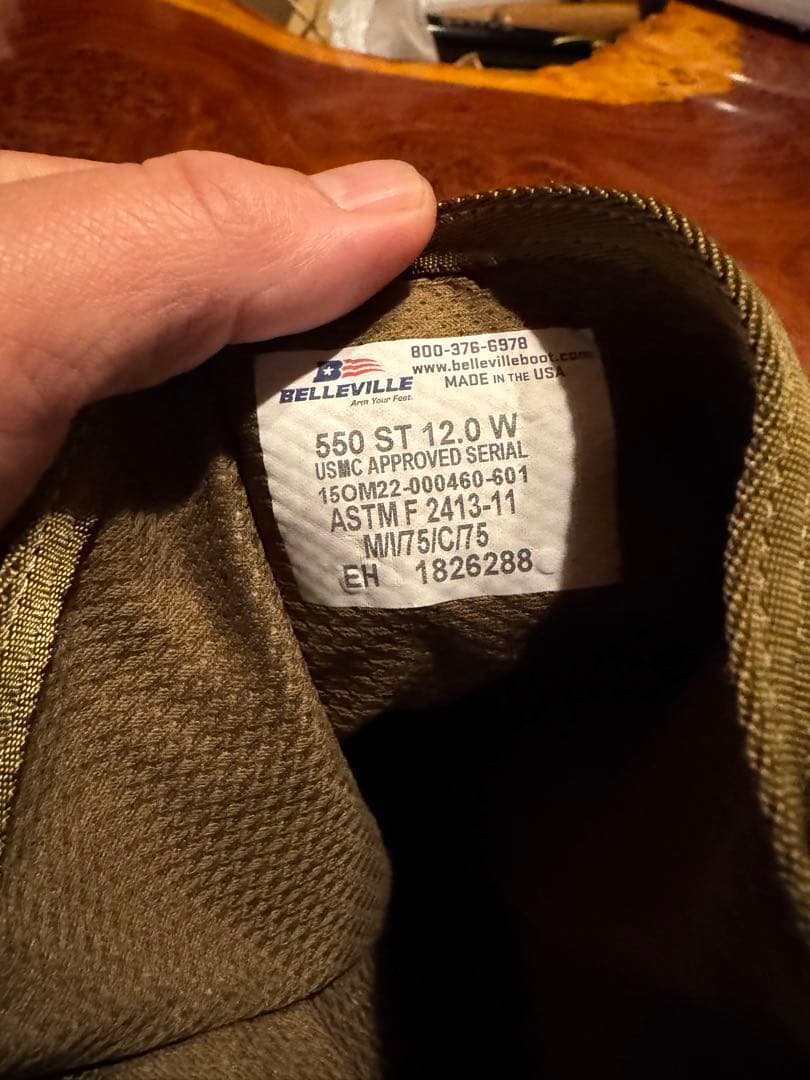 800-376-6978
www.bellevilleboot.com
MADE IN THE USA
B
BELLEVILLE
Arm Your Feet.
550 ST 12.0 W
USMC APPROVED SERIAL
15OM22-000460-601
ASTM F 2413-11
M/I/75/C/75
EH 1826288